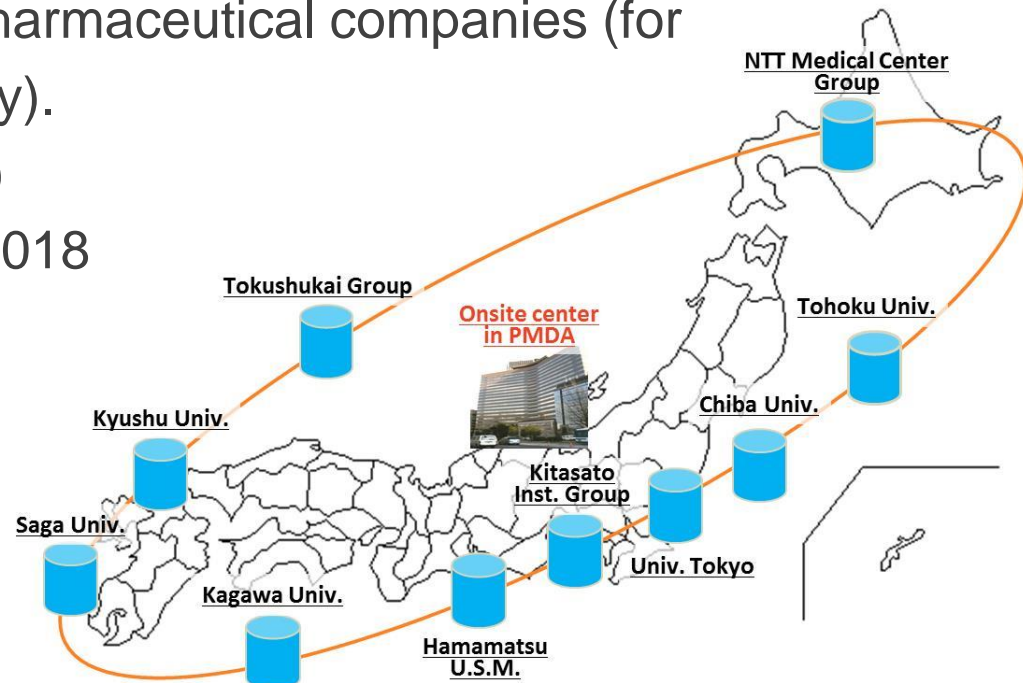 harmaceutical companies (for
y).
)
018
NTT Medical Center
Group
Tokushukai Group
Onsite center
in PMDA
Tohoku Univ.
Chiba Univ.
Kyushu Univ.
Kitasato
Inst. Group
Saga Univ.
Univ. Tokyo
Kagawa Univ.
Hamamatsu
U.S.M.